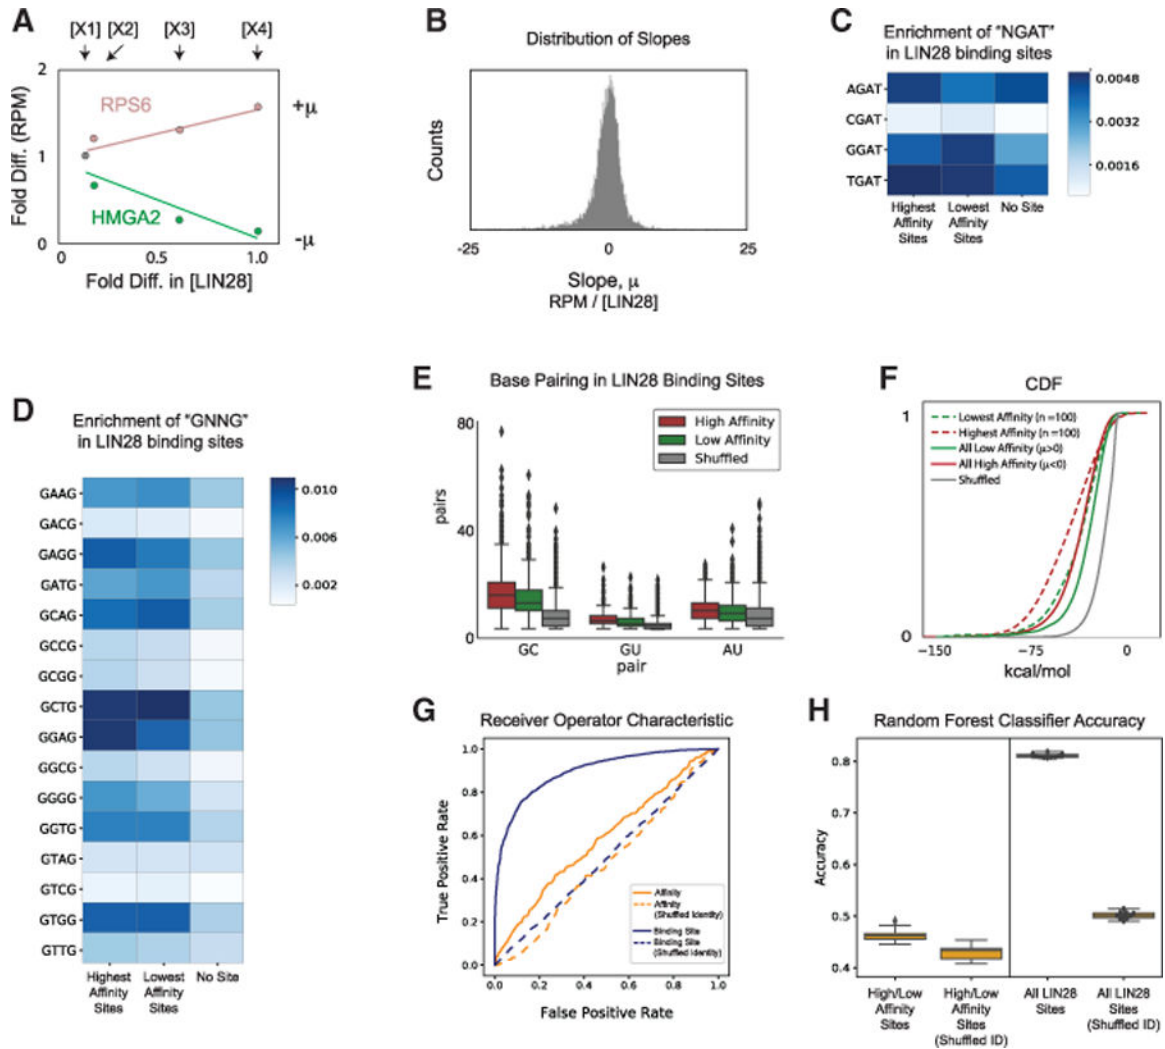 A
[X1] [X2] [X3] [X4]
2
1
0
Fold Diff. (RPM)
RPS6
HMGA2
+μ
-μ
0 0.5 1.0
Fold Diff. in [LIN28]
B
Distribution of Slopes
Counts
-25 0 25
Slope, μ
RPM / [LIN28]
C
Enrichment of "NGAT"
in LIN28 binding sites
AGAT
CGAT
GGAT
TGAT
0.0048
0.0032
0.0016
Highest
Affinity
Sites
Lowest
Affinity
Sites
No Site
D
Enrichment of "GNNG"
in LIN28 binding sites
GAAG
GACG
GAGG
GATG
GCAG
GCCG
GCGG
GCTG
GGAG
GGCG
GGGG
GGTG
GTAG
GTCG
GTGG
GTTG
0.010
0.006
0.002
Highest
Affinity
Sites
Lowest
Affinity
Sites
No Site
E
Base Pairing in LIN28 Binding Sites
80
40
0
pairs
High Affinity
Low Affinity
Shuffled
GC GU AU
pair
F
CDF
1
0
Lowest Affinity (n =100)
Highest Affinity (n =100)
All Low Affinity (μ>0)
All High Affinity (μ<0)
Shuffled
−150 −75 0
kcal/mol
G
Receiver Operator Characteristic
1.0
0.8
0.6
0.4
0.2
0.0
True Positive Rate
Affinity
Affinity
(Shuffled Identity)
Binding Site
Binding Site
(Shuffled Identity)
0.0 0.2 0.4 0.6 0.8 1.0
False Positive Rate
H
Random Forest Classifier Accuracy
0.8
0.7
0.6
0.5
0.4
Accuracy
High/Low
Affinity
Sites
High/Low
Affinity
Sites
(Shuffled ID)
All LIN28
Sites
All LIN28
Sites
(Shuffled ID)